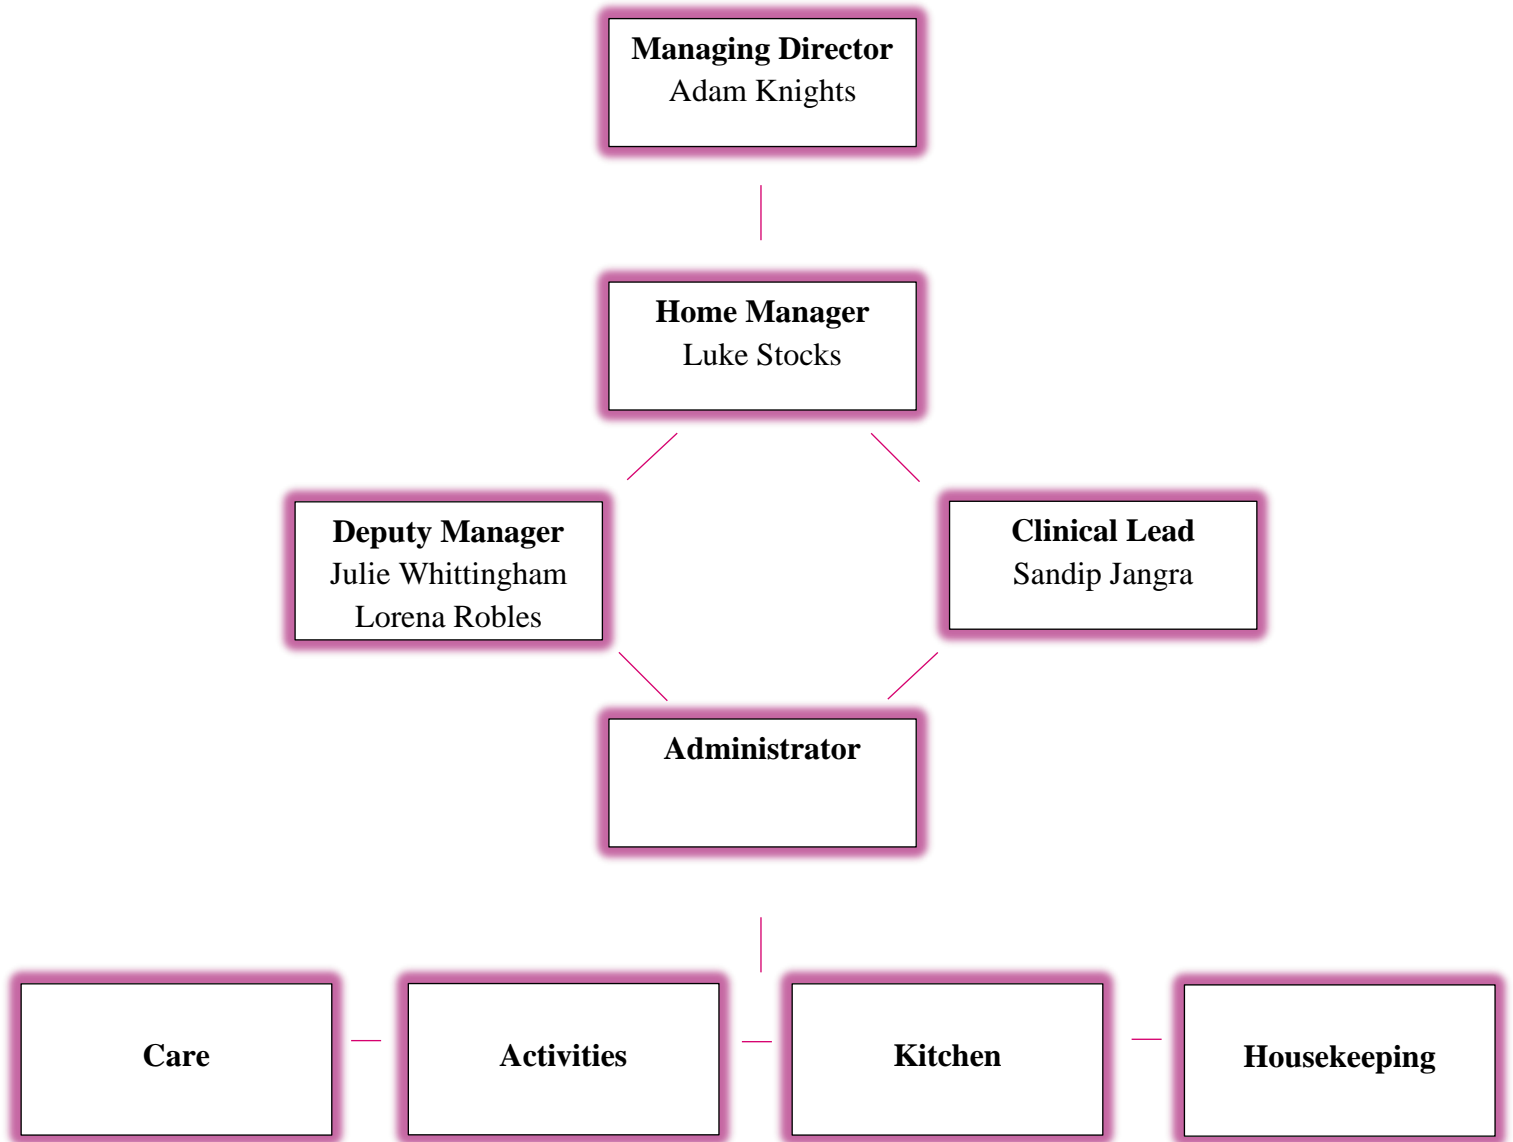 Managing Director
Adam Knights
Home Manager
Luke Stocks
Deputy Manager
Julie Whittingham
Lorena Robles
Clinical Lead
Sandip Jangra
Administrator
Care
Activities
Kitchen
Housekeeping